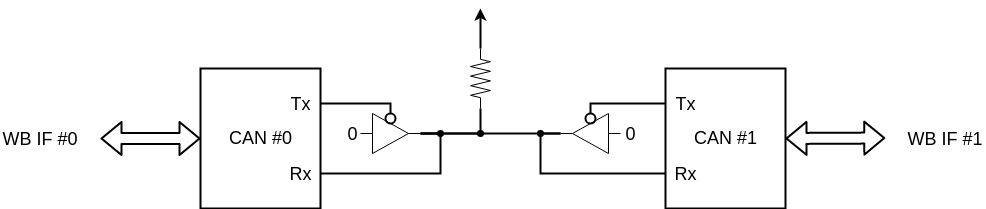 Tx
Tx
0
0
WB IF #0
CAN #0
CAN #1
WB IF #1
Rx
Rx